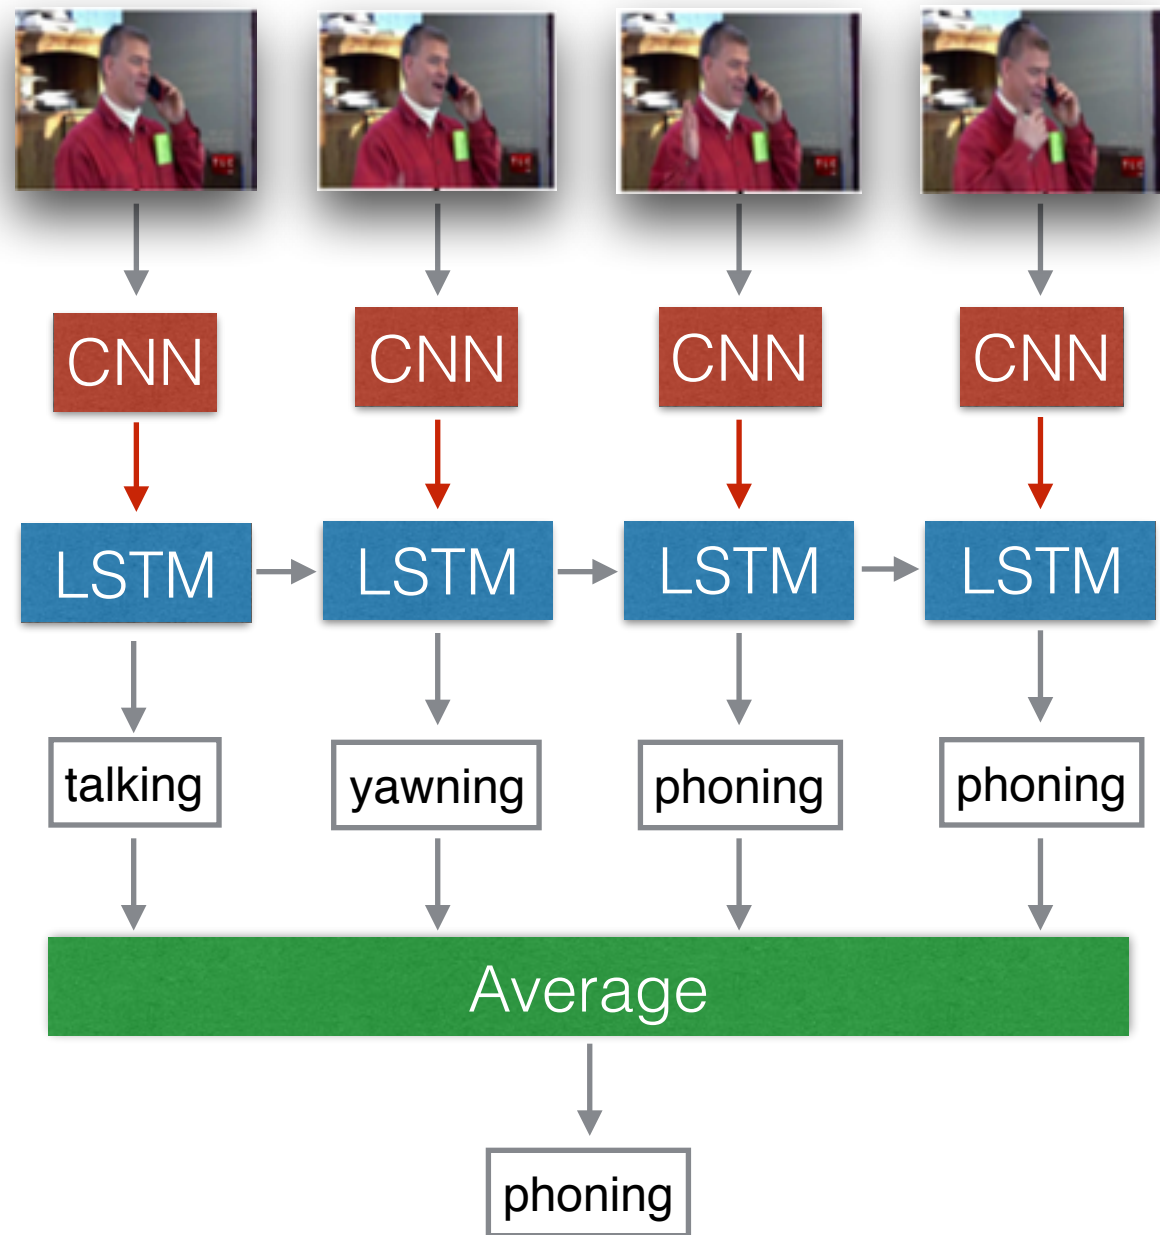 CNN CNN CNN CNN
LSTM LSTM LSTM LSTM
talking yawning phoning phoning
Average
phoning